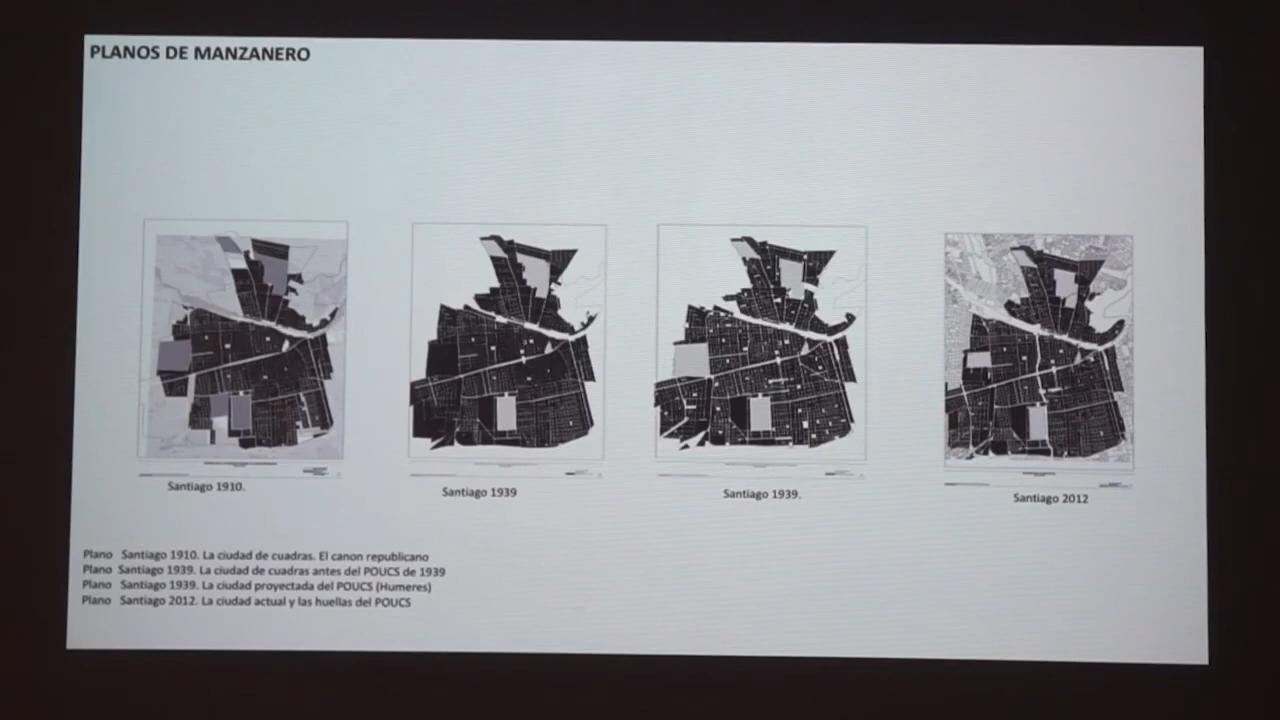 PLANOS DE MANZANERO
Santiago 1910.
Santiago 1939
Santiago 1939.
Santiago 2012
Plano Santiago 1910. La ciudad de cuadras. El canon republicano
Plano Santiago 1939. La ciudad de cuadras antes del POUCS de 1939
Plano Santiago 1939. La ciudad proyectada del POUCS (Humeres)
Plano Santiago 2012. La ciudad actual y las huellas del POUCS